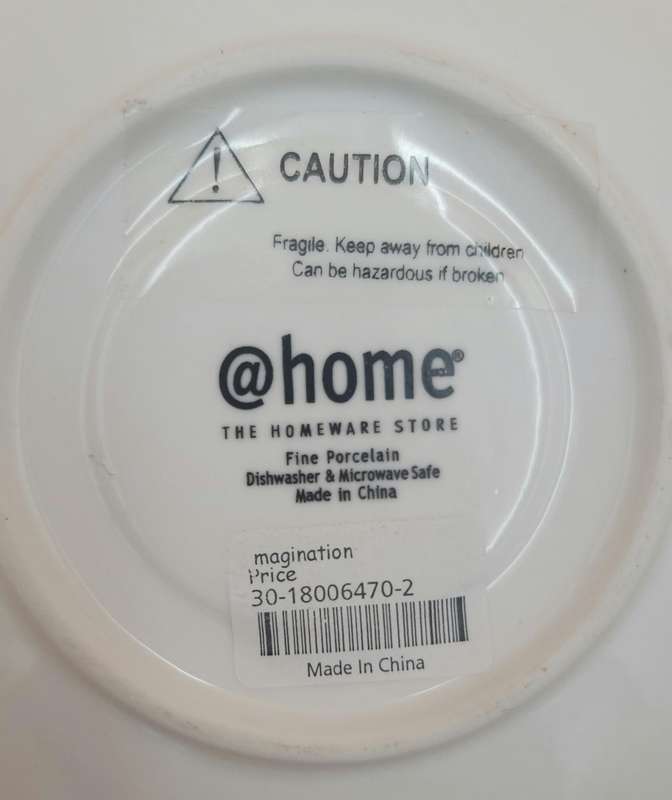 CAUTION
Fragile. Keep away from children
Can be hazardous if broken
@home®
THE HOMEWARE STORE
Fine Porcelain
Dishwasher & Microwave Safe
Made in China
magination
Price
30-18006470-2
Made In China